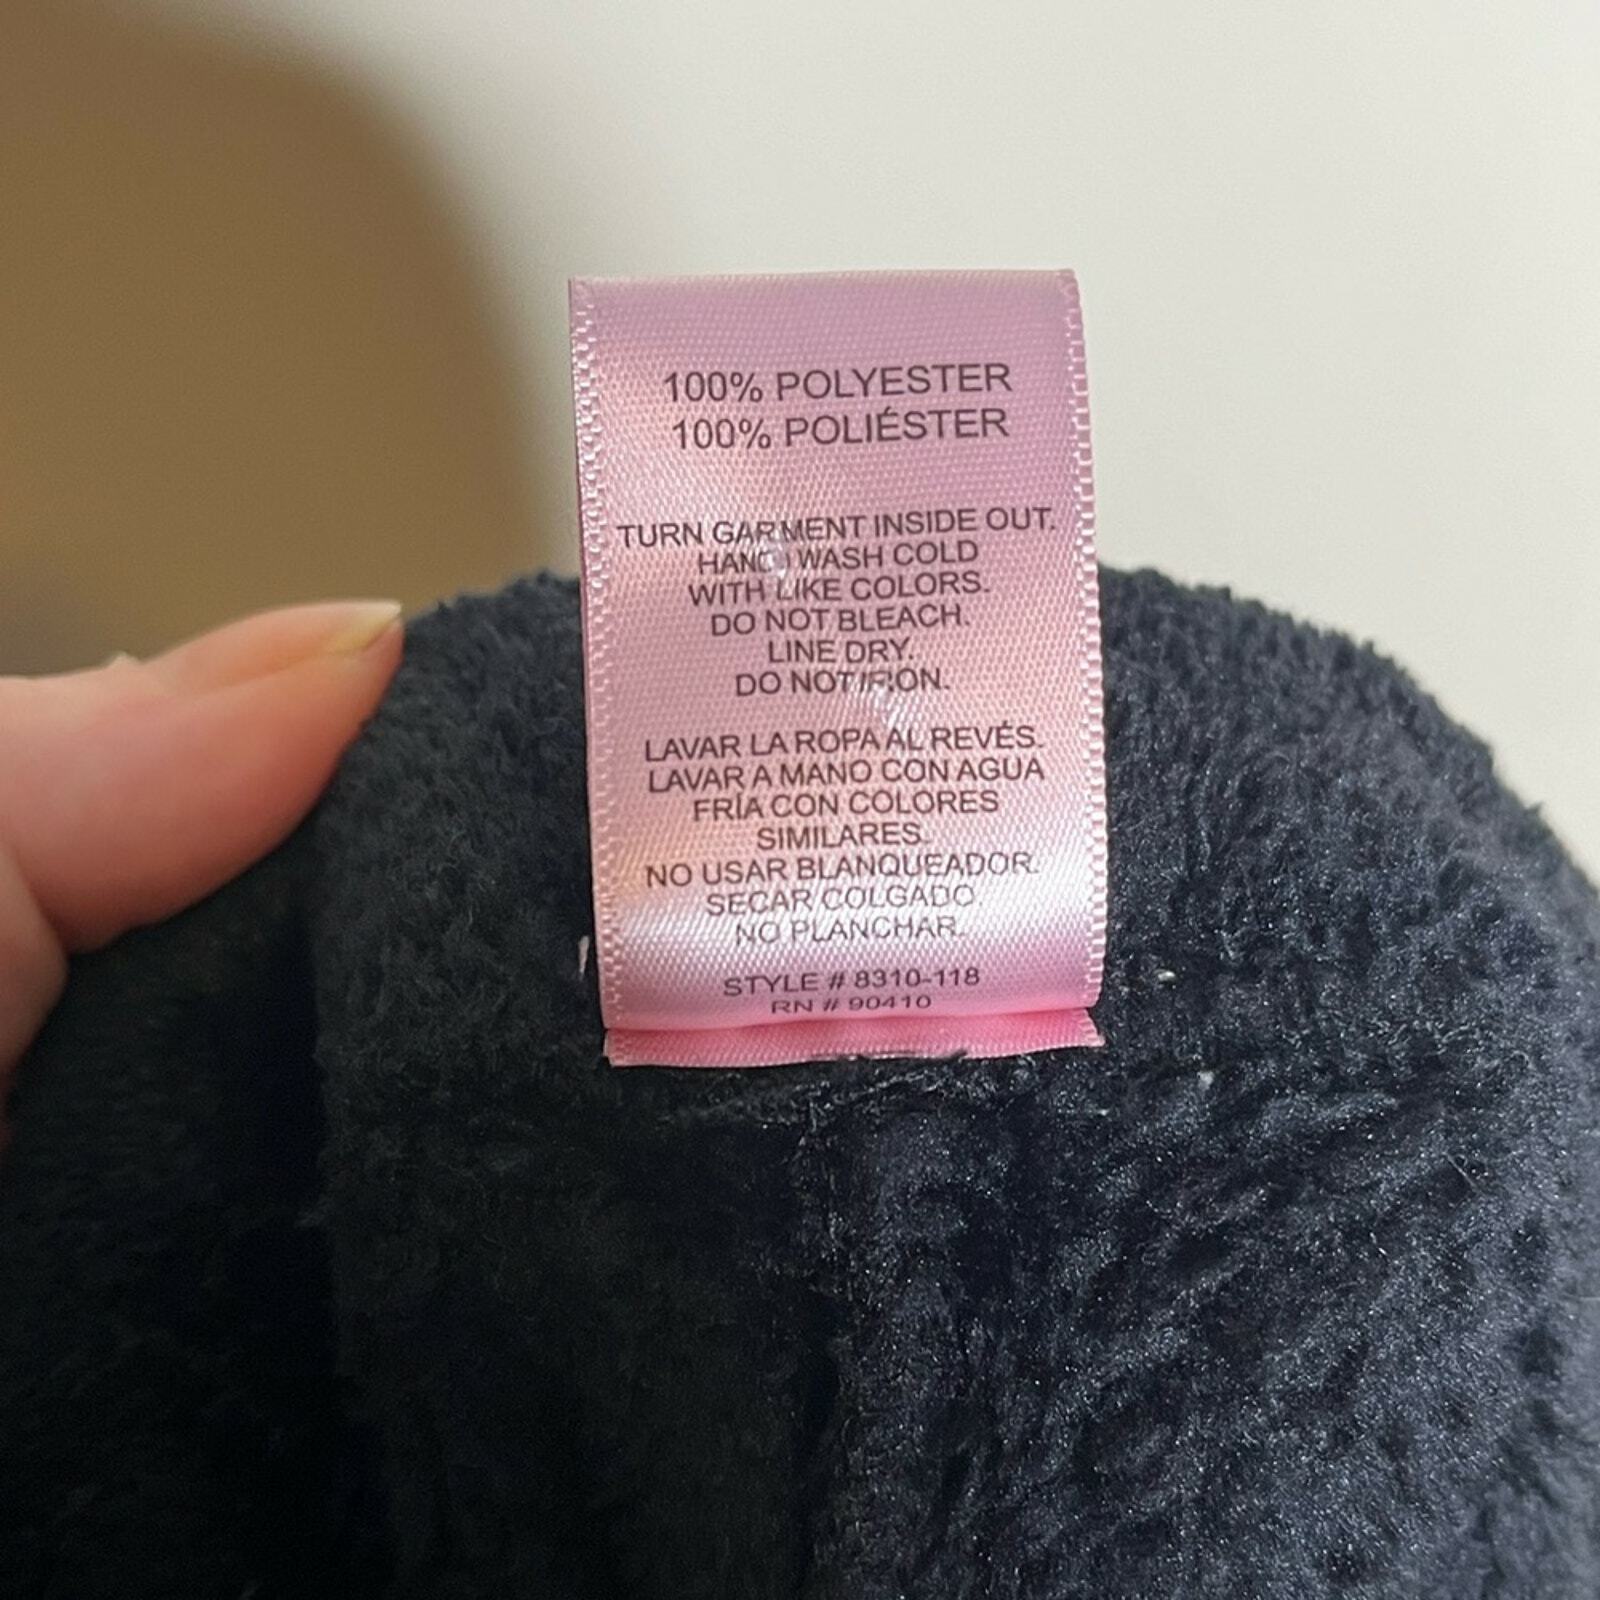 100% POLYESTER
100% POLIÉSTER
TURN GARMENT INSIDE OUT.
HAND WASH COLD
WITH LIKE COLORS.
DO NOT BLEACH.
LINE DRY.
DO NOT IRON.
LAVAR LA ROPA AL REVÉS.
LAVAR A MANO CON AGUA
FRÍA CON COLORES
SIMILARES.
NO USAR BLANQUEADOR.
SECAR COLGADO.
NO PLANCHAR.
STYLE # 8310-118
RN # 90410